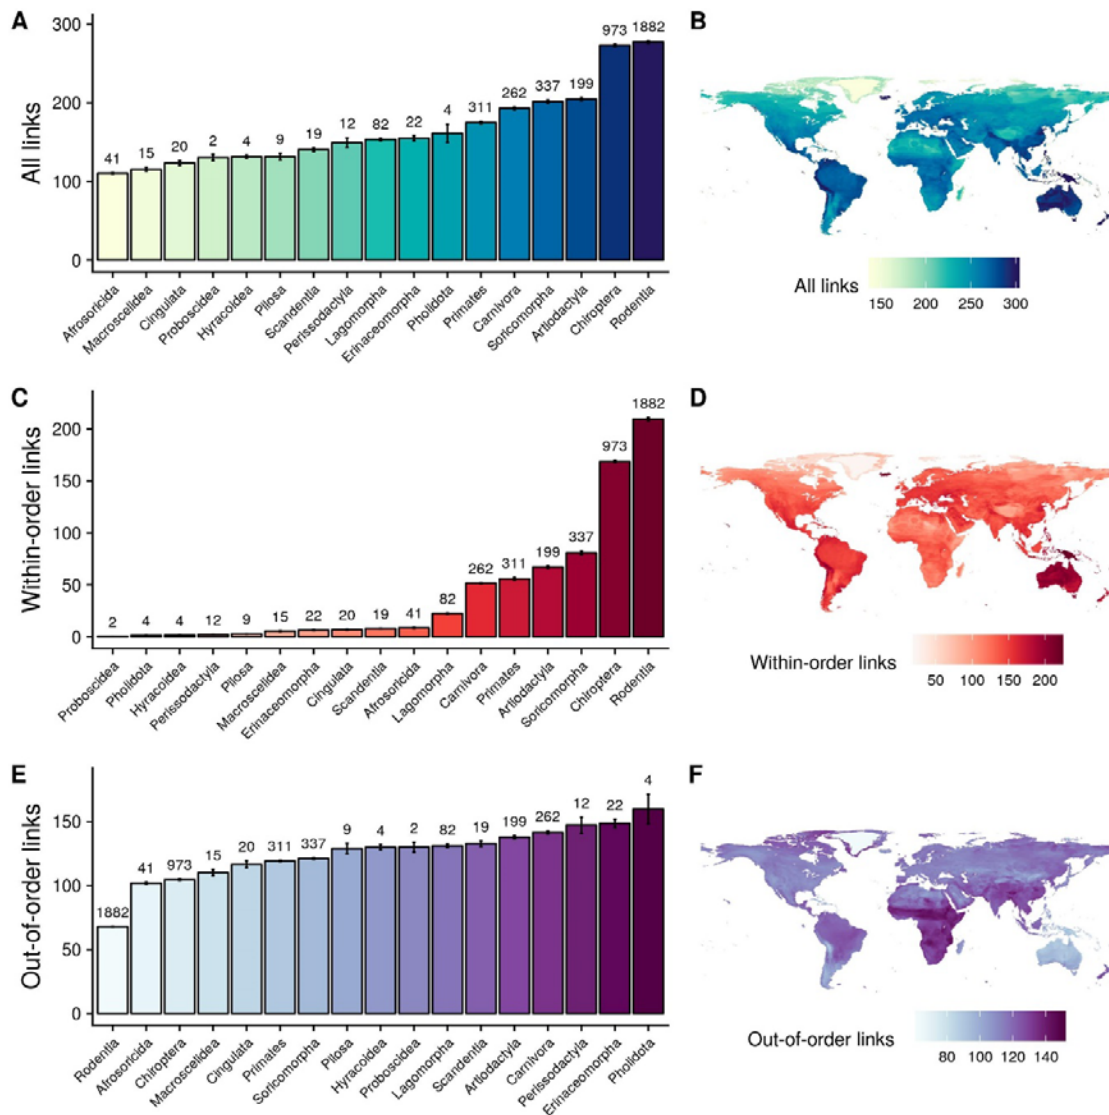 A
All links
300
200
100
0
41 15 20 2 4 9 19 12 82 22 4 311 262 337 199 973 1882
Afrosoricida Macroscelidea Cingulata Proboscidea Hyracoidea Pilosa Scandentia Perissodactyla Lagomorpha Erinaceomorpha Pholidota Primates Carnivora Soricomorpha Artiodactyla Chiroptera Rodentia
B
All links
150 200 250 300
C
Within-order links
200
150
100
50
0
2 4 4 12 9 15 22 20 19 41 82 262 311 199 337 973 1882
Proboscidea Pholidota Hyracoidea Perissodactyla Pilosa Macroscelidea Erinaceomorpha Cingulata Scandentia Afrosoricida Lagomorpha Carnivora Primates Artiodactyla Soricomorpha Chiroptera Rodentia
D
Within-order links
50 100 150 200
E
Out-of-order links
150
100
50
0
1882 41 973 15 20 311 337 9 4 2 82 19 199 262 12 22 4
Rodentia Afrosoricida Chiroptera Macroscelidea Cingulata Primates Soricomorpha Pilosa Hyracoidea Proboscidea Lagomorpha Scandentia Artiodactyla Carnivora Perissodactyla Erinaceomorpha Pholidota
F
Out-of-order links
80 100 120 140